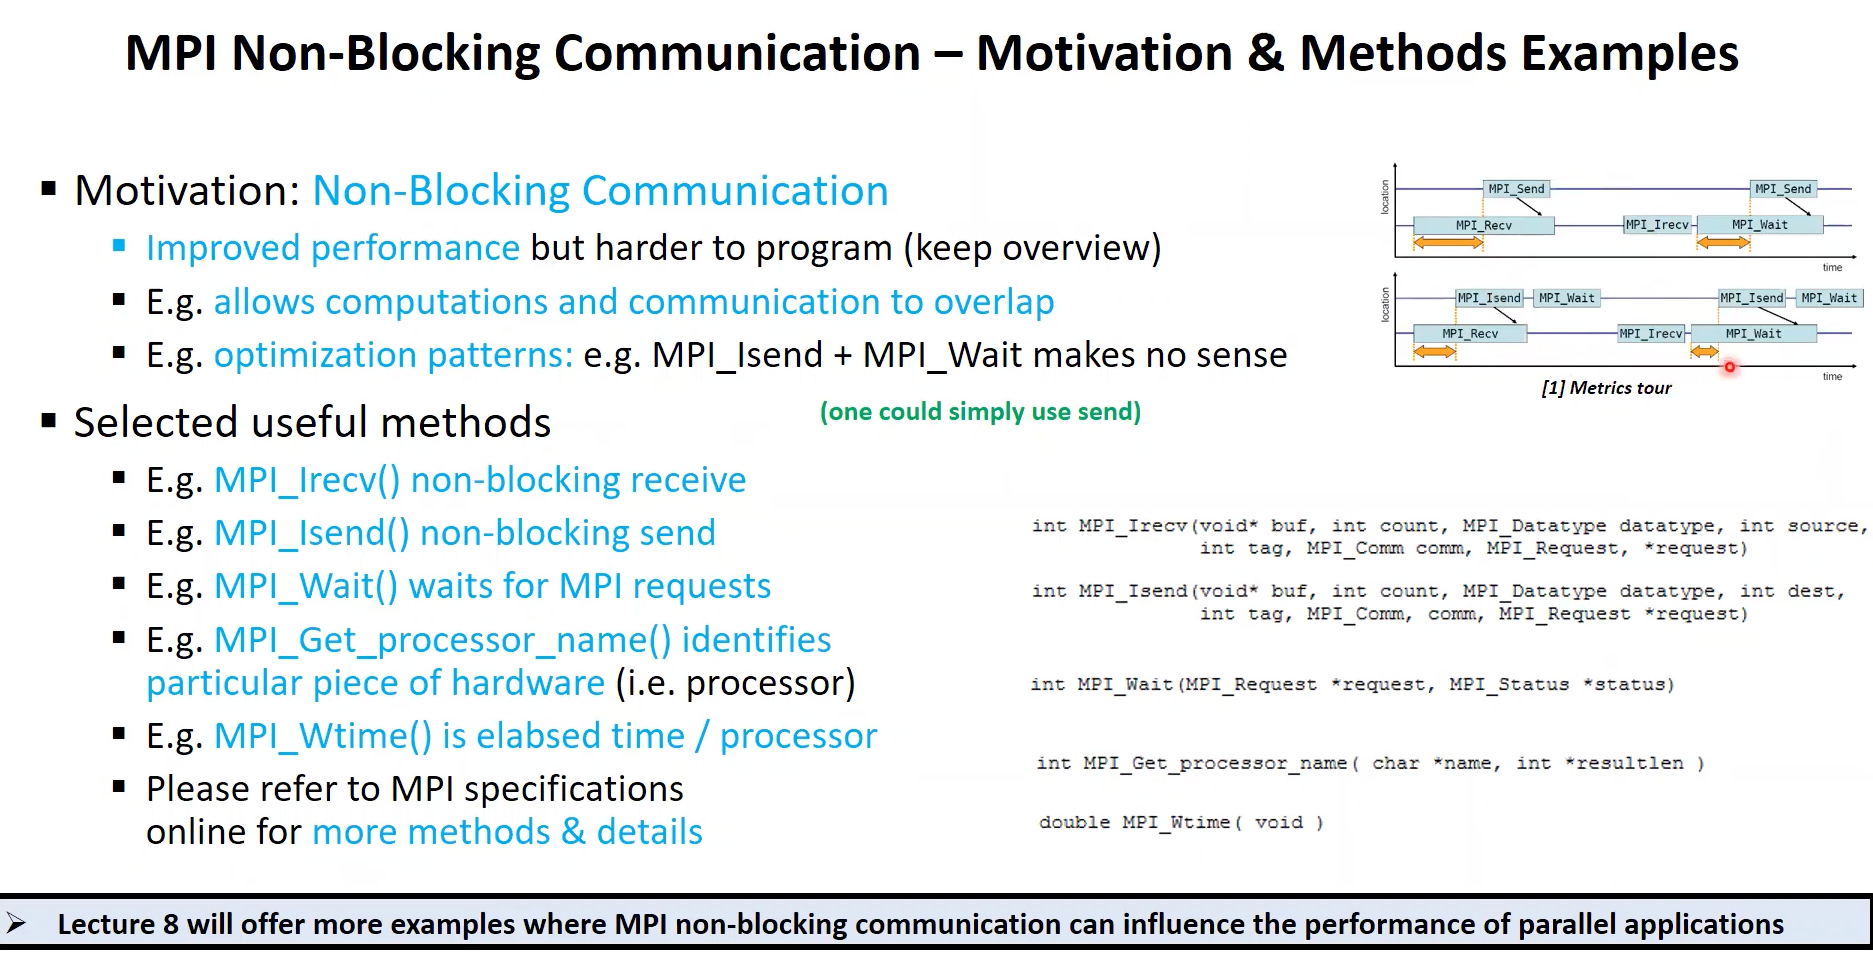 MPI Non-Blocking Communication – Motivation & Methods Examples
Motivation: Non-Blocking Communication
Improved performance but harder to program (keep overview)
E.g. allows computations and communication to overlap
E.g. optimization patterns: e.g. MPI_Isend + MPI_Wait makes no sense
(one could simply use send)
location
MPI_Send
MPI_Send
MPI_Recv
MPI_Irecv
MPI_Wait
time
location
MPI_Isend
MPI_Wait
MPI_Isend
MPI_Wait
MPI_Recv
MPI_Irecv
MPI_Wait
time
[1] Metrics tour
Selected useful methods
E.g. MPI_Irecv() non-blocking receive
E.g. MPI_Isend() non-blocking send
E.g. MPI_Wait() waits for MPI requests
E.g. MPI_Get_processor_name() identifies
particular piece of hardware (i.e. processor)
E.g. MPI_Wtime() is elabsed time / processor
Please refer to MPI specifications
online for more methods & details
int MPI_Irecv(void* buf, int count, MPI_Datatype datatype, int source,
int tag, MPI_Comm comm, MPI_Request, *request)
int MPI_Isend(void* buf, int count, MPI_Datatype datatype, int dest,
int tag, MPI_Comm, comm, MPI_Request *request)
int MPI_Wait(MPI_Request *request, MPI_Status *status)
int MPI_Get_processor_name( char *name, int *resultlen )
double MPI_Wtime( void )
Lecture 8 will offer more examples where MPI non-blocking communication can influence the performance of parallel applications